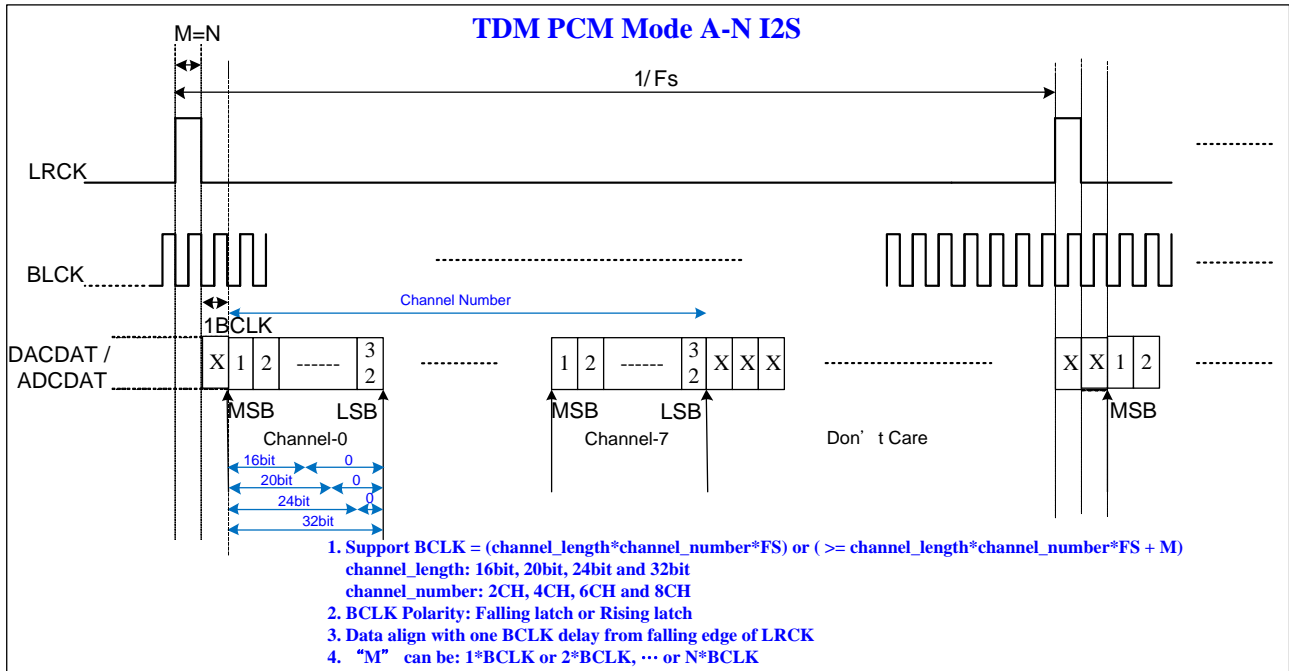 TDM PCM Mode A-N I2S
M=N
1/ Fs
LRCK
BLCK
Channel Number
1BCLK
DACDAT /
ADCDAT
X 1 2 ------ 3 2
1 2 ------ 3 2 X X X
X X 1 2
MSB LSB
MSB LSB
MSB
Channel-0
Channel-7
Don’ t Care
16bit 0
20bit 0
24bit 0
32bit
1. Support BCLK = (channel_length*channel_number*FS) or ( >= channel_length*channel_number*FS + M)
channel_length: 16bit, 20bit, 24bit and 32bit
channel_number: 2CH, 4CH, 6CH and 8CH
2. BCLK Polarity: Falling latch or Rising latch
3. Data align with one BCLK delay from falling edge of LRCK
4. “M” can be: 1*BCLK or 2*BCLK, ⋯ or N*BCLK